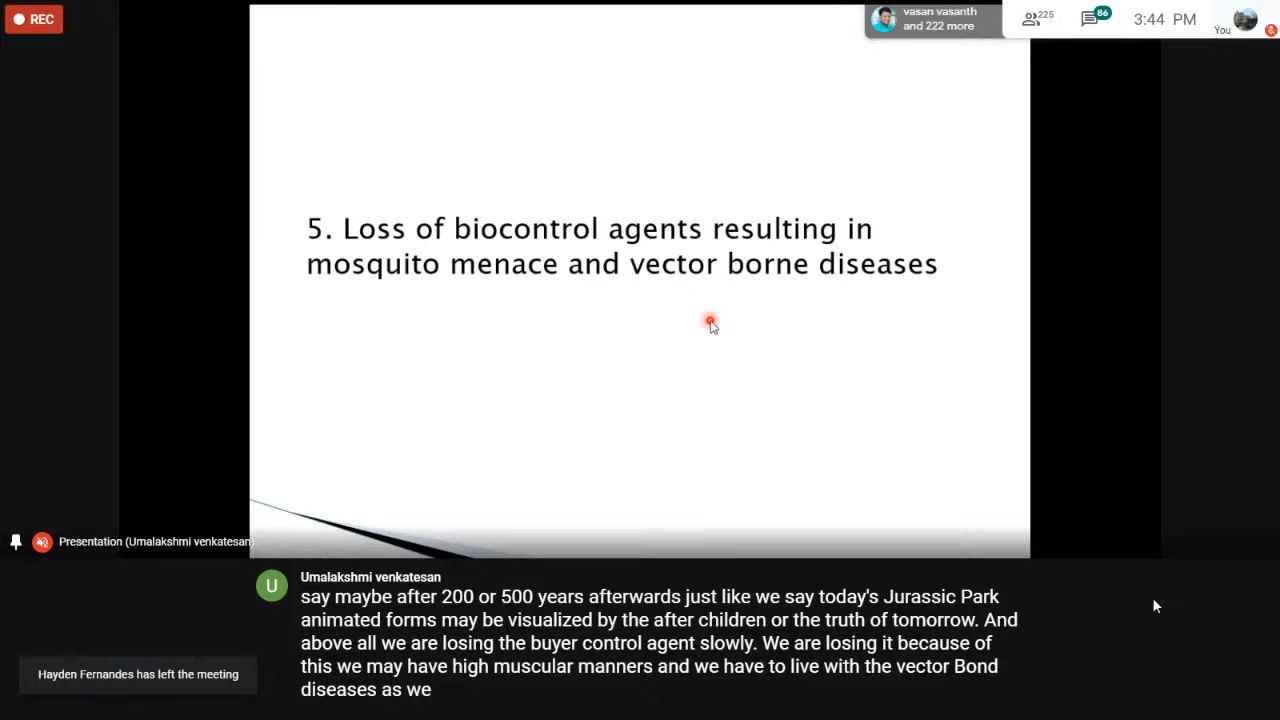 REC
vasan vasanth
and 222 more
225
86
3:44 PM
You
5. Loss of biocontrol agents resulting in
mosquito menace and vector borne diseases
Presentation (Umalakshmi venkatesan)
U
Umalakshmi venkatesan
say maybe after 200 or 500 years afterwards just like we say today's Jurassic Park
animated forms may be visualized by the after children or the truth of tomorrow. And
above all we are losing the buyer control agent slowly. We are losing it because of
this we may have high muscular manners and we have to live with the vector Bond
diseases as we
Hayden Fernandes has left the meeting